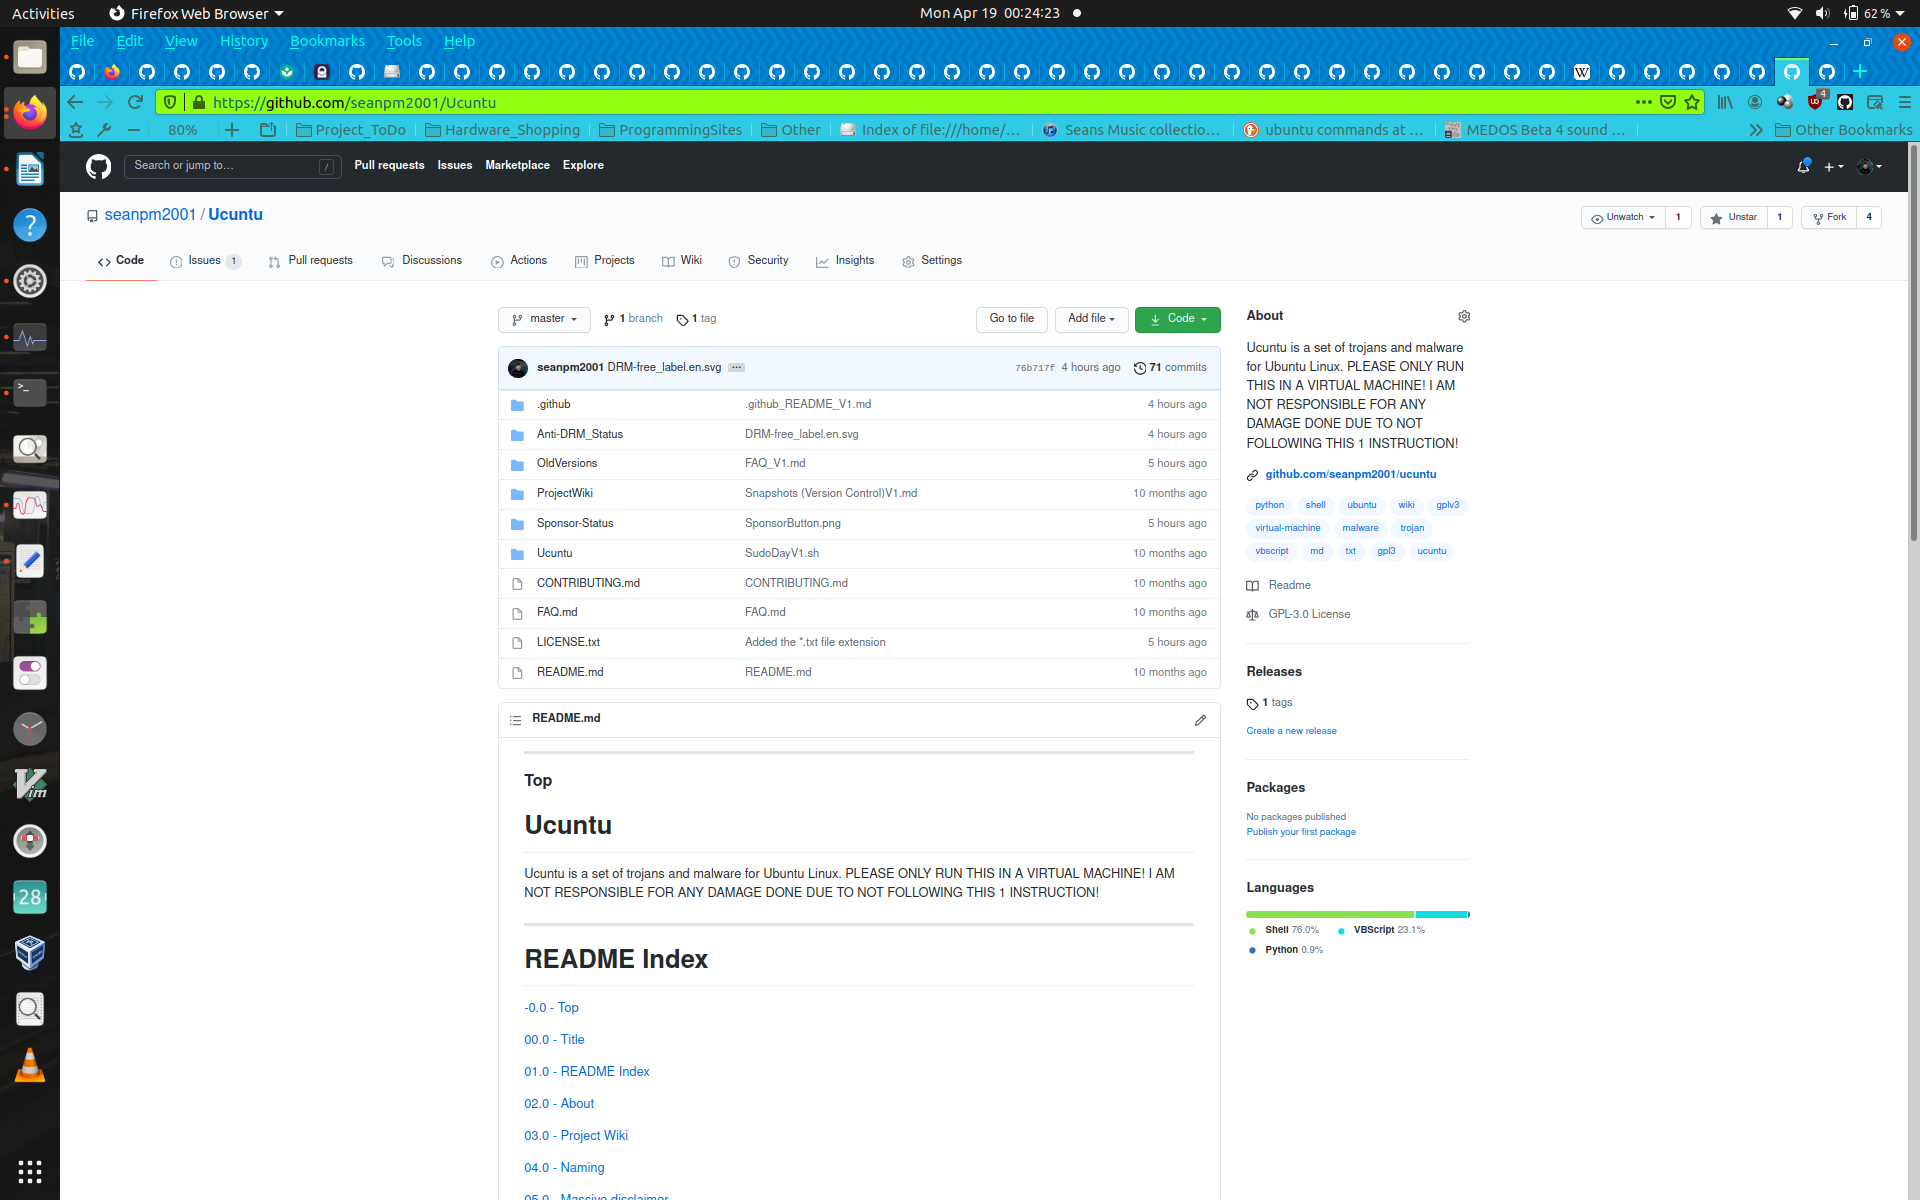 Activities
Firefox Web Browser
Mon Apr 19 00:24:23
62 %
File Edit View History Bookmarks Tools Help
https://github.com/seanpm2001/Ucuntu
4
80%
Project_ToDo
Hardware_Shopping
ProgrammingSites
Other
Index of file:///home/...
Seans Music collectio...
ubuntu commands at ...
MEDOS Beta 4 sound ...
Other Bookmarks
Search or jump to...
/
Pull requests Issues Marketplace Explore
seanpm2001 / Ucuntu
Unwatch 1
Unstar 1
Fork 4
Code
Issues 1
Pull requests
Discussions
Actions
Projects
Wiki
Security
Insights
Settings
master
1 branch
1 tag
Go to file
Add file
Code
seanpm2001 DRM-free_label.en.svg ...
76b717f 4 hours ago
71 commits
.github .github_README_V1.md 4 hours ago
Anti-DRM_Status DRM-free_label.en.svg 4 hours ago
OldVersions FAQ_V1.md 5 hours ago
ProjectWiki Snapshots (Version Control)V1.md 10 months ago
Sponsor-Status SponsorButton.png 5 hours ago
Ucuntu SudoDayV1.sh 10 months ago
CONTRIBUTING.md CONTRIBUTING.md 10 months ago
FAQ.md FAQ.md 10 months ago
LICENSE.txt Added the *.txt file extension 5 hours ago
README.md README.md 10 months ago
README.md
Top
Ucuntu
Ucuntu is a set of trojans and malware for Ubuntu Linux. PLEASE ONLY RUN THIS IN A VIRTUAL MACHINE! I AM
NOT RESPONSIBLE FOR ANY DAMAGE DONE DUE TO NOT FOLLOWING THIS 1 INSTRUCTION!
README Index
-0.0 - Top
00.0 - Title
01.0 - README Index
02.0 - About
03.0 - Project Wiki
04.0 - Naming
05.0 - Massive disclaimer
About
Ucuntu is a set of trojans and malware
for Ubuntu Linux. PLEASE ONLY RUN
THIS IN A VIRTUAL MACHINE! I AM
NOT RESPONSIBLE FOR ANY
DAMAGE DONE DUE TO NOT
FOLLOWING THIS 1 INSTRUCTION!
github.com/seanpm2001/ucuntu
python shell ubuntu wiki gplv3
virtual-machine malware trojan
vbscript md txt gpl3 ucuntu
Readme
GPL-3.0 License
Releases
1 tags
Create a new release
Packages
No packages published
Publish your first package
Languages
Shell 76.0% VBScript 23.1%
Python 0.9%
28